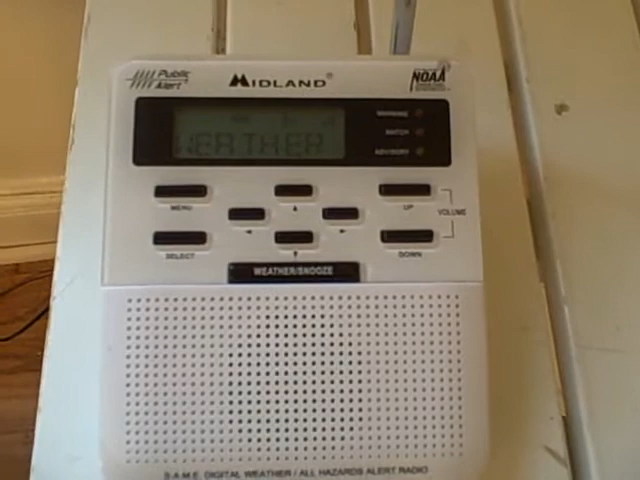 Public Alert
MIDLAND
NOAA
WEATHER
WARNING
WATCH
ADVISORY
MENU
UP
VOLUME
SELECT
DOWN
WEATHER/SNOOZE
S.A.M.E. DIGITAL WEATHER / ALL HAZARDS ALERT RADIO